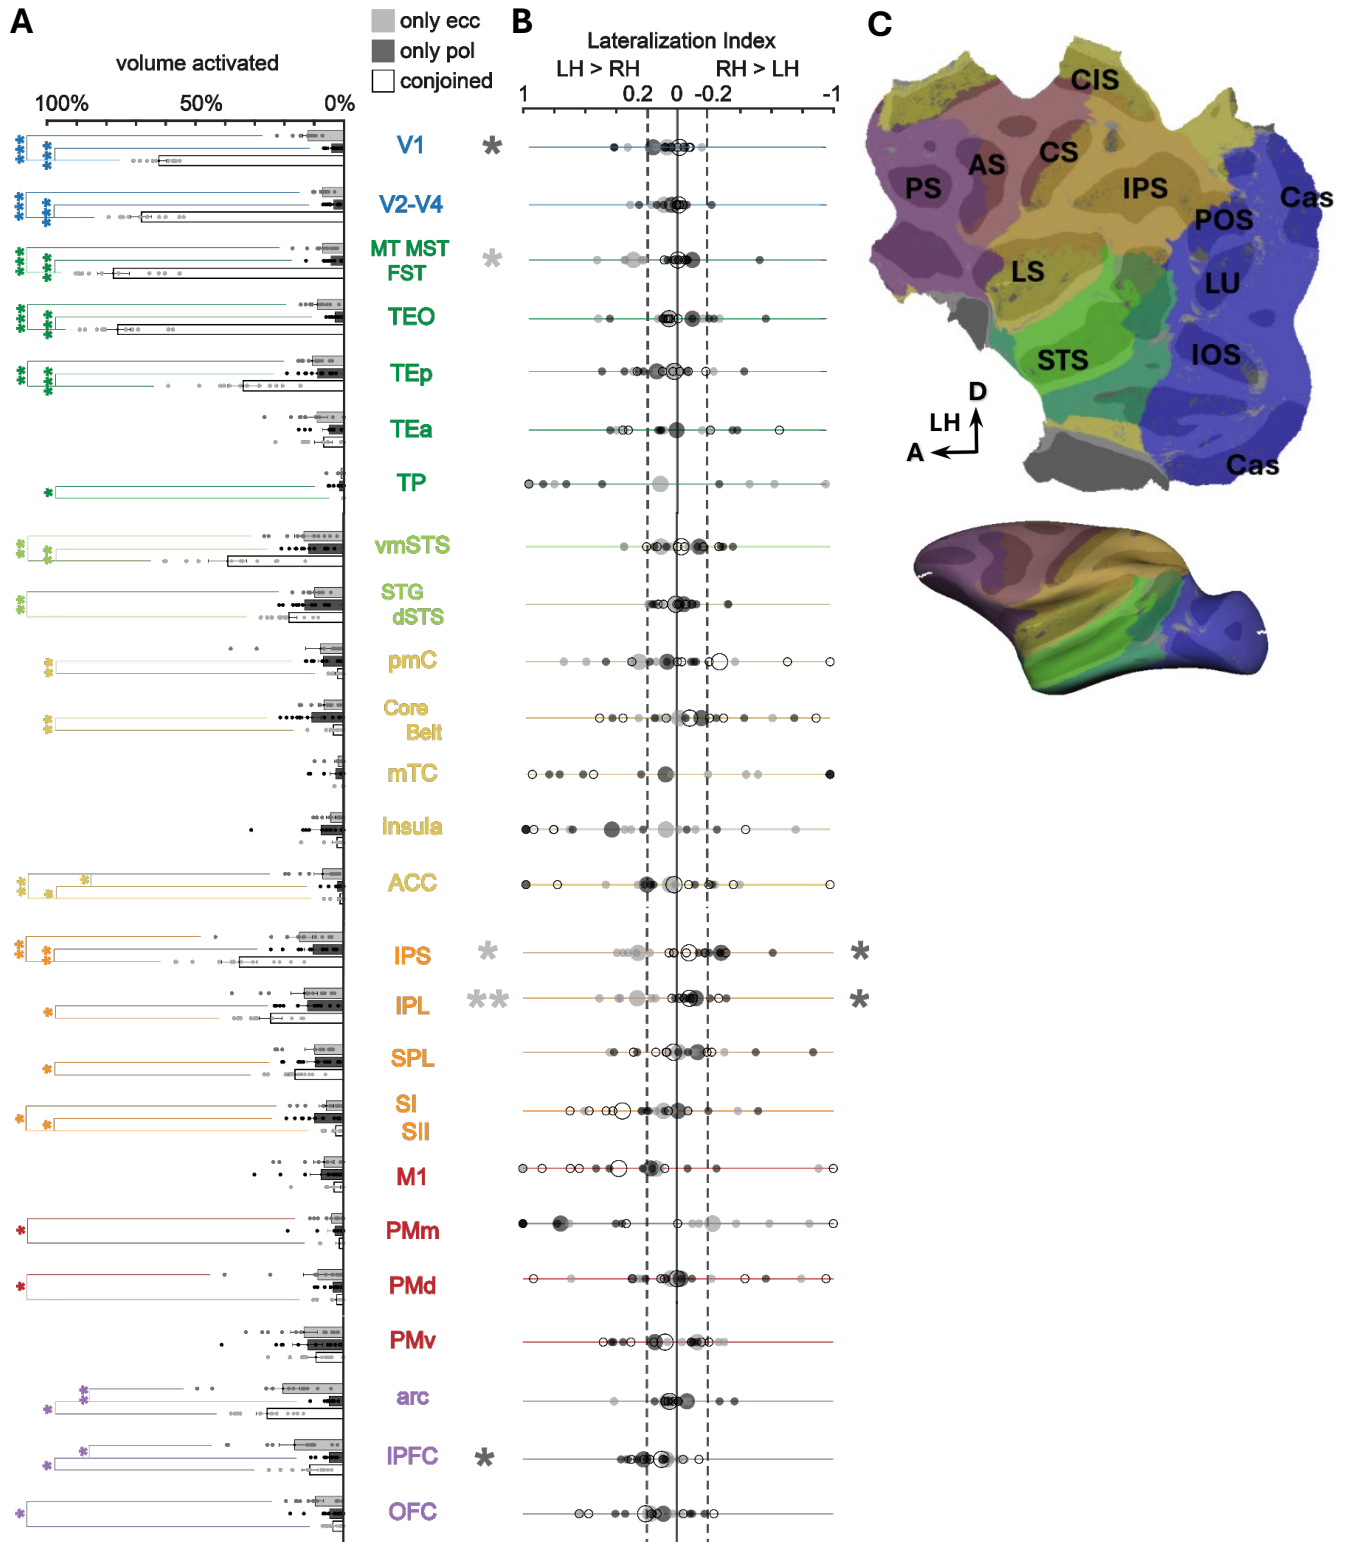 A
volume activated
100% 50% 0%
only ecc
only pol
conjoined
B
Lateralization Index
LH > RH RH > LH
1 0.2 0 -0.2 -1
*** *** V1 *
*** *** V2-V4
*** *** MT MST
FST *
*** *** TEO
** *** TEp
TEa
* TP
** ** vmSTS
** STG
dSTS
** pmC
** Core
Belt
mTC
insula
** * * ACC
** ** IPS * *
* IPL ** *
* SPL
* * SI
SII
M1
* PMm
* PMd
PMv
* ** arc
* * lPFC *
* OFC
C
CIS
AS CS
PS IPS Cas
POS
LS LU
STS IOS
D
LH
A
Cas